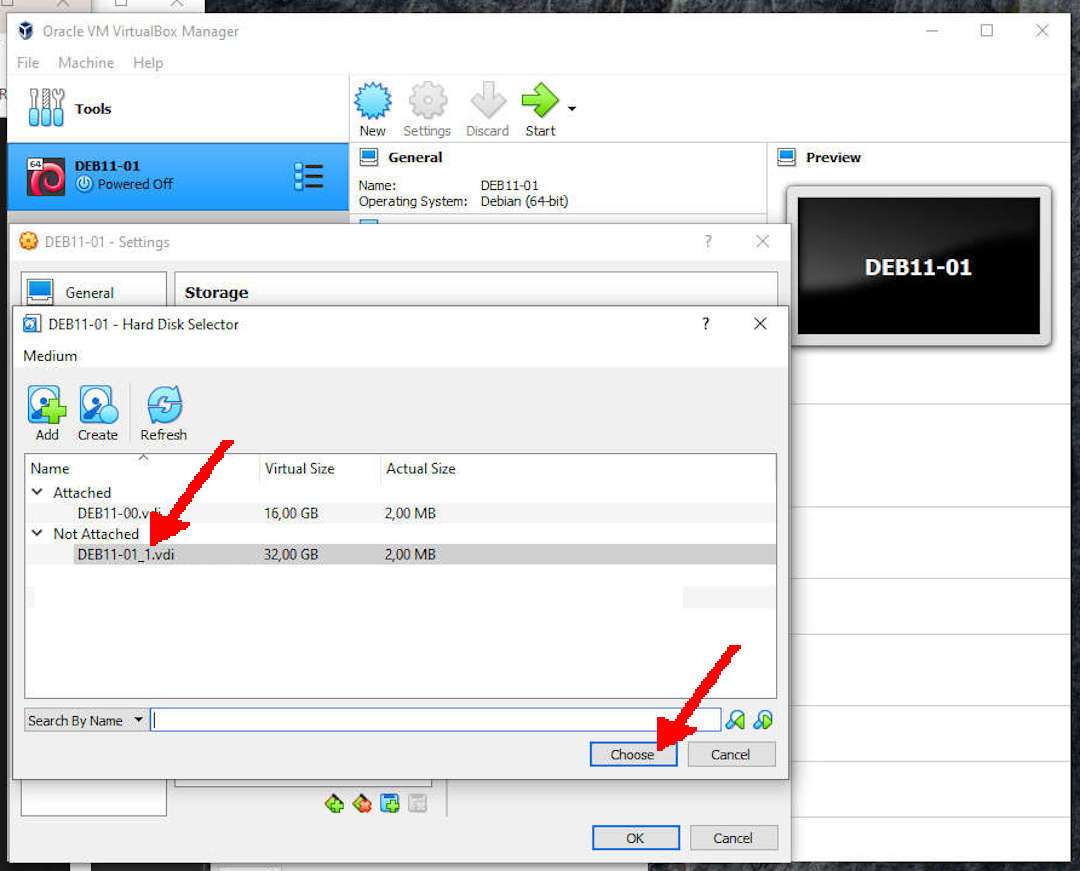 Oracle VM VirtualBox Manager
File Machine Help
Tools
New Settings Discard Start
64
DEB11-01
Powered Off
General
Name: DEB11-01
Operating System: Debian (64-bit)
Preview
DEB11-01
DEB11-01 - Settings ?
General
Storage
DEB11-01 - Hard Disk Selector ?
Medium
Add Create Refresh
Name Virtual Size Actual Size
Attached
DEB11-00.vdi 16,00 GB 2,00 MB
Not Attached
DEB11-01_1.vdi 32,00 GB 2,00 MB
Search By Name
Choose Cancel
OK Cancel